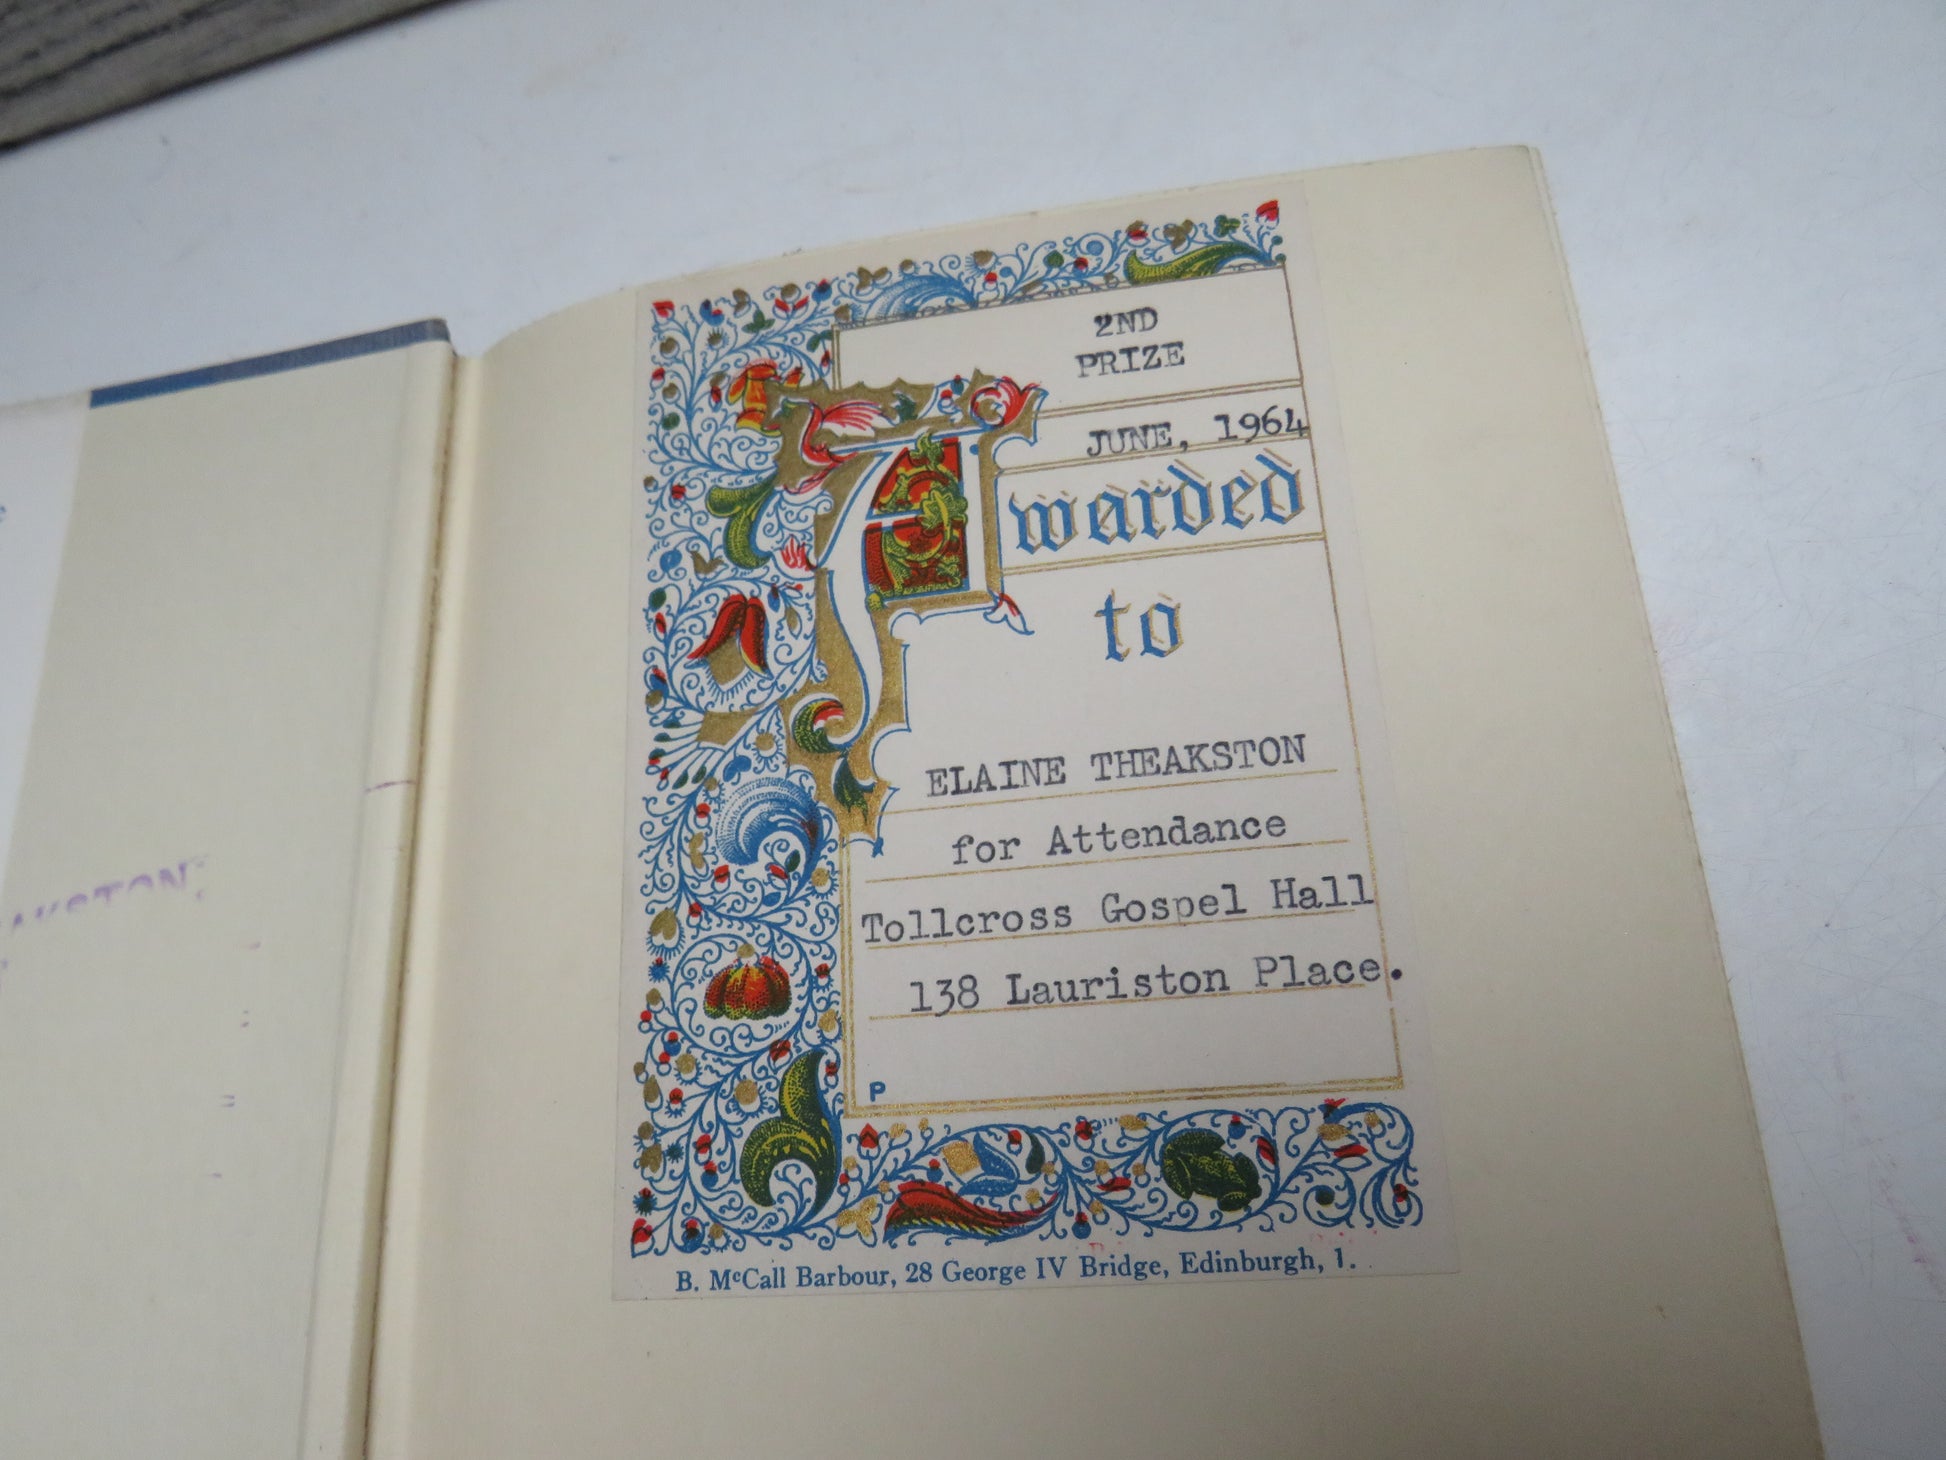 2ND
PRIZE
JUNE, 1964
Awarded
to
ELAINE THEAKSTON
for Attendance
Tollcross Gospel Hall
138 Lauriston Place.
P
B. McCall Barbour, 28 George IV Bridge, Edinburgh, 1.